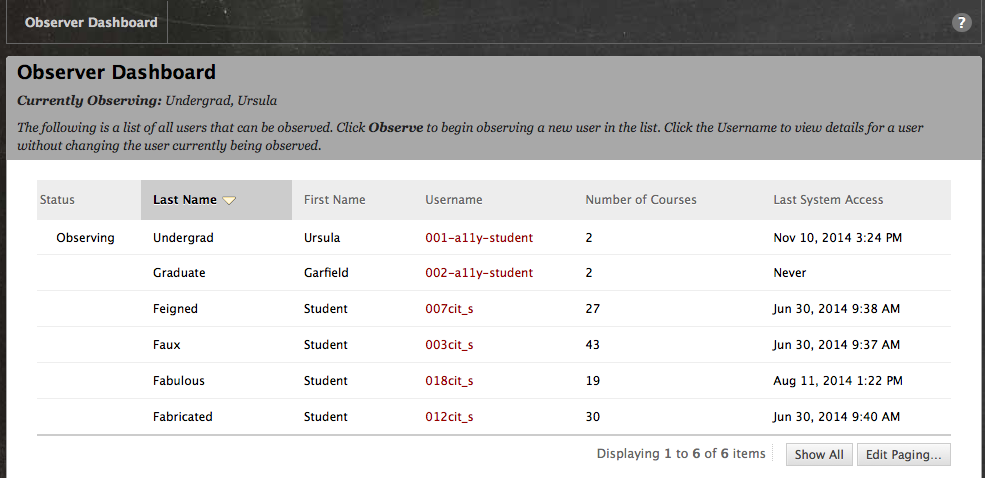 Observer Dashboard
?
Observer Dashboard
Currently Observing: Undergrad, Ursula
The following is a list of all users that can be observed. Click Observe to begin observing a new user in the list. Click the Username to view details for a user
without changing the user currently being observed.
Status Last Name First Name Username Number of Courses Last System Access
Observing Undergrad Ursula 001-a11y-student 2 Nov 10, 2014 3:24 PM
Graduate Garfield 002-a11y-student 2 Never
Feigned Student 007cit_s 27 Jun 30, 2014 9:38 AM
Faux Student 003cit_s 43 Jun 30, 2014 9:37 AM
Fabulous Student 018cit_s 19 Aug 11, 2014 1:22 PM
Fabricated Student 012cit_s 30 Jun 30, 2014 9:40 AM
Displaying 1 to 6 of 6 items Show All Edit Paging...